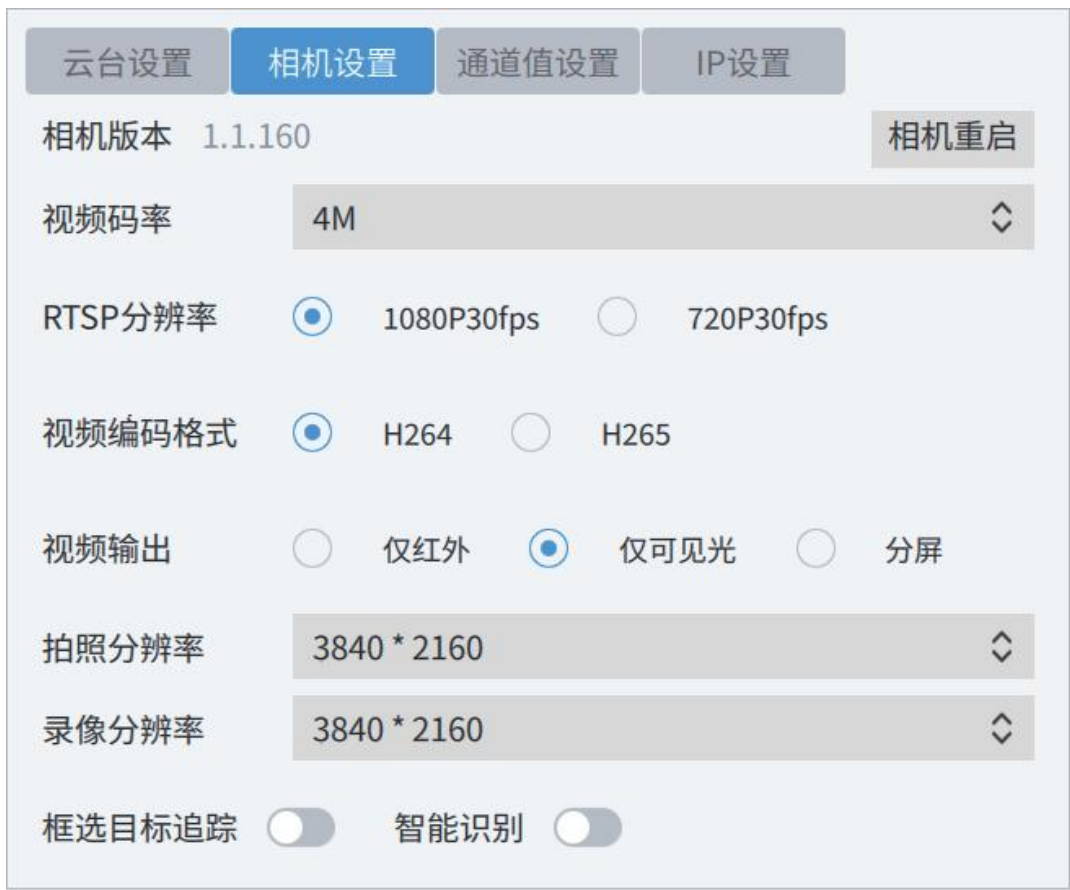 云台设置 相机设置 通道值设置 IP设置
相机版本 1.1.160 相机重启
视频码率 4M
RTSP分辨率 1080P30fps 720P30fps
视频编码格式 H264 H265
视频输出 仅红外 仅可见光 分屏
拍照分辨率 3840 * 2160
录像分辨率 3840 * 2160
框选目标追踪 智能识别